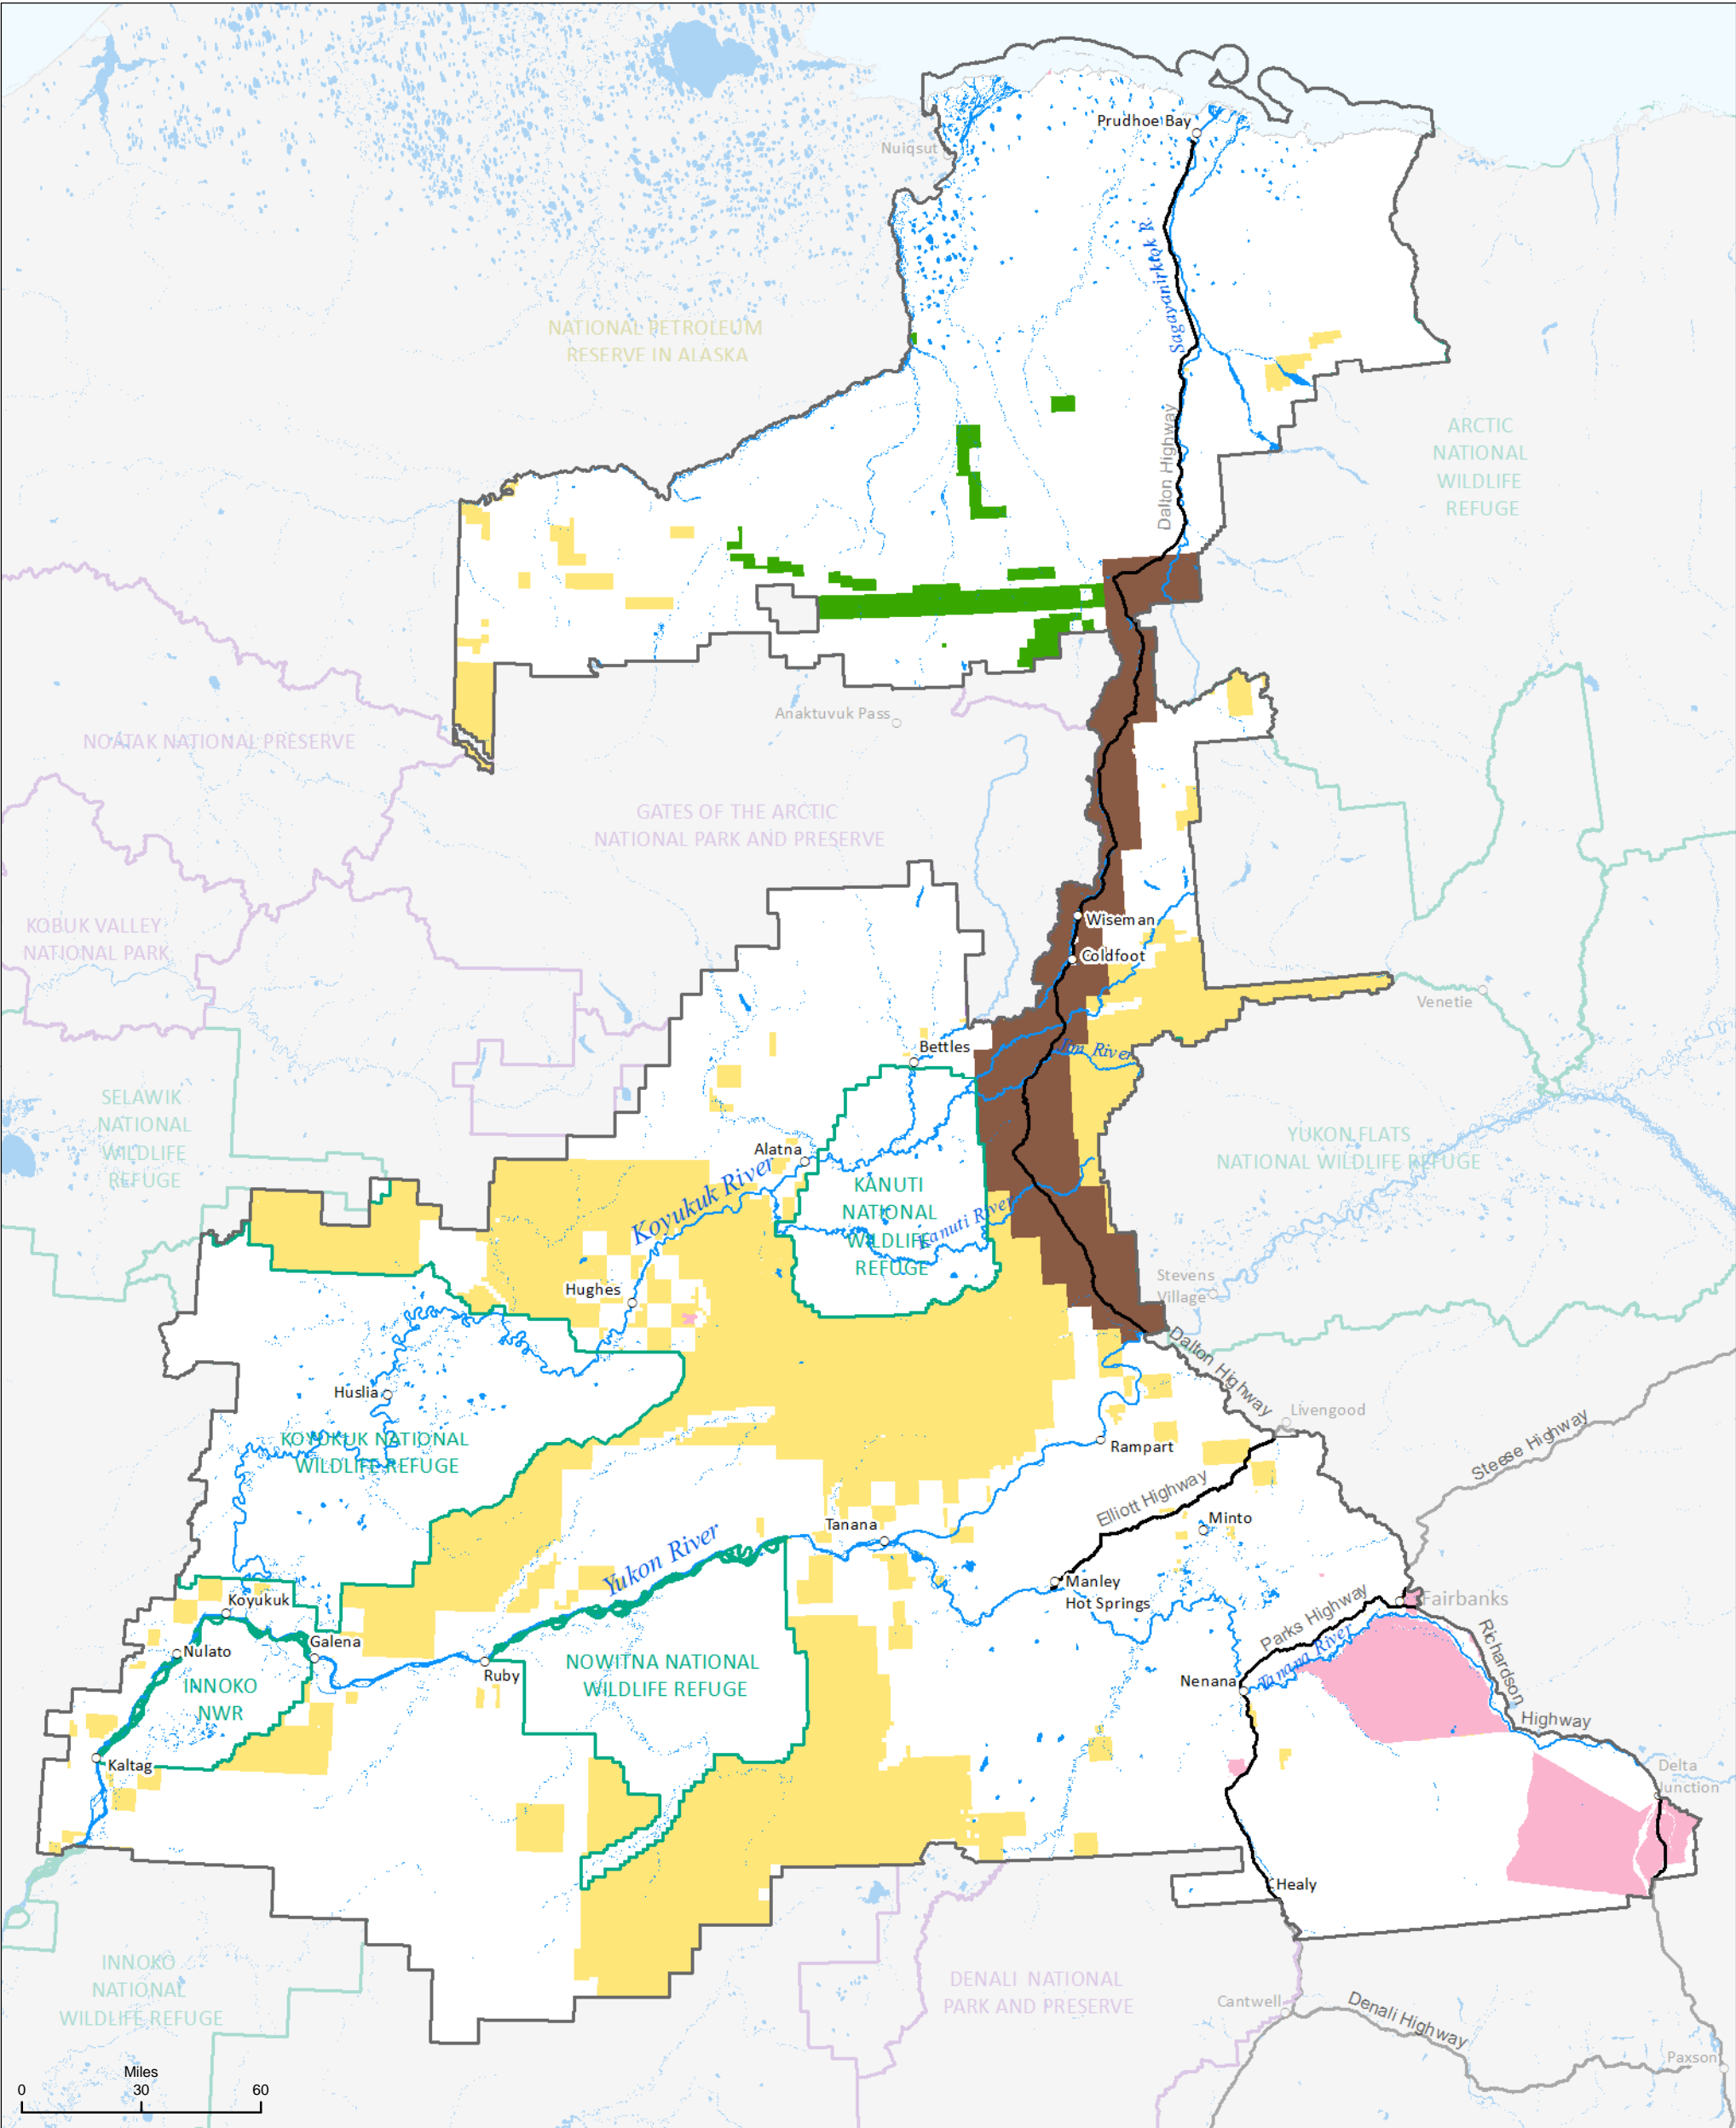 Prudhoe Bay
Nuiqsut
Sagavanirktok R.
NATIONAL PETROLEUM
RESERVE IN ALASKA
Dalton Highway
ARCTIC
NATIONAL
WILDLIFE
REFUGE
Anaktuvuk Pass
NOATAK NATIONAL PRESERVE
GATES OF THE ARCTIC
NATIONAL PARK AND PRESERVE
KOBUK VALLEY
NATIONAL PARK
Wiseman
Coldfoot
Venetie
Bettles
Jim River
SELAWIK
NATIONAL
WILDLIFE
REFUGE
YUKON FLATS
NATIONAL WILDLIFE REFUGE
Alatna
Koyukuk River
KANUTI
NATIONAL
WILDLIFE
REFUGE
Kanuti River
Hughes
Stevens
Village
Dalton Highway
Huslia
Livengood
KOYUKUK NATIONAL
WILDLIFE REFUGE
Rampart
Steese Highway
Elliott Highway
Minto
Tanana
Yukon River
Manley
Hot Springs
Koyukuk
Fairbanks
Parks Highway
Richardson
Highway
Nulato
Galena
Tanana River
INNOKO
NWR
Ruby
NOWITNA NATIONAL
WILDLIFE REFUGE
Nenana
Kaltag
Delta
Junction
Healy
INNOKO
NATIONAL
WILDLIFE REFUGE
DENALI NATIONAL
PARK AND PRESERVE
Cantwell
Denali Highway
Paxson
Miles
0 30 60